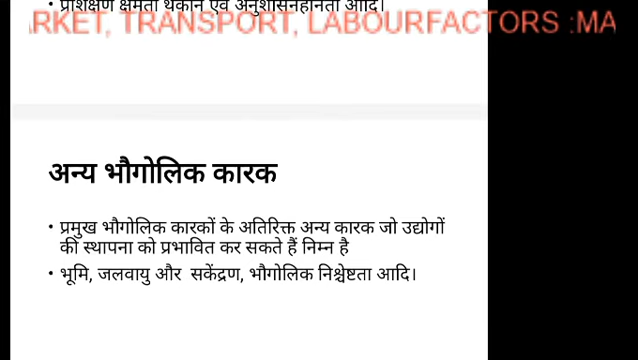 • प्रशिक्षण क्षमता थकान एवं अनुशासनहीनता आदि।
RKET, TRANSPORT, LABOURFACTORS :MA
अन्य भौगोलिक कारक
• प्रमुख भौगोलिक कारकों के अतिरिक्त अन्य कारक जो उद्योगों
की स्थापना को प्रभावित कर सकते हैं निम्न है
• भूमि, जलवायु और सकेंद्रण, भौगोलिक निश्चेष्टता आदि।